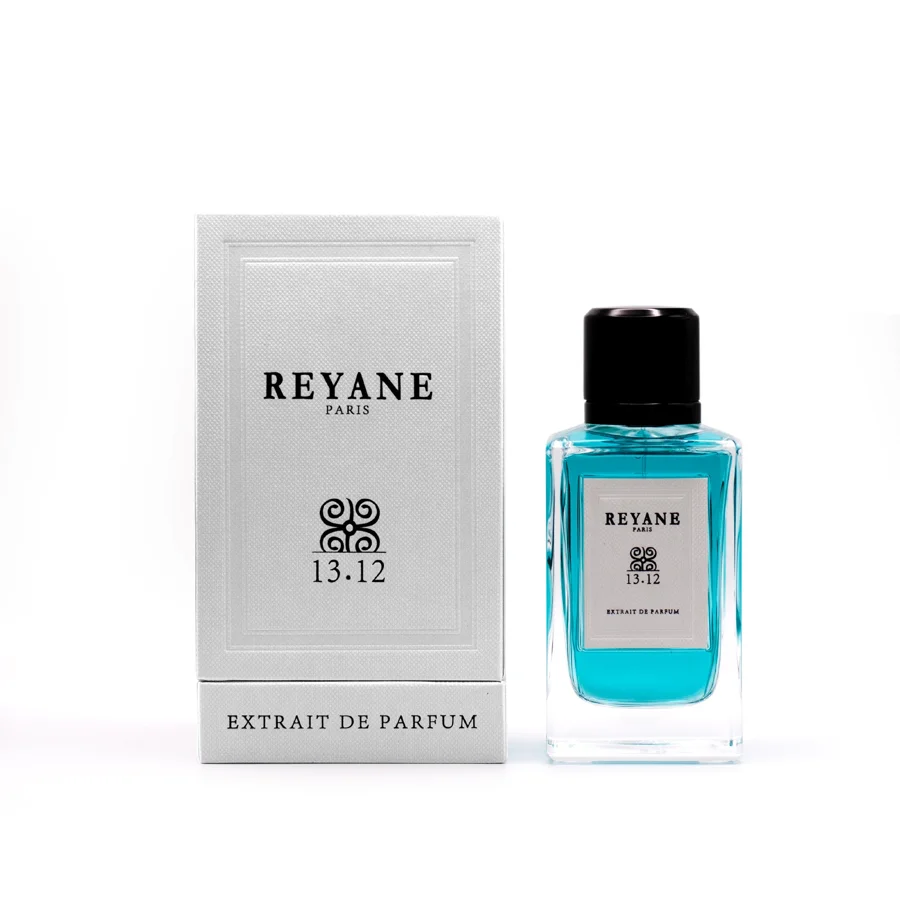 REYANE
PARIS
13.12
EXTRAIT DE PARFUM
REYANE
PARIS
13.12
EXTRAIT DE PARFUM